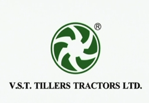 ®
V.S.T. TILLERS TRACTORS LTD.